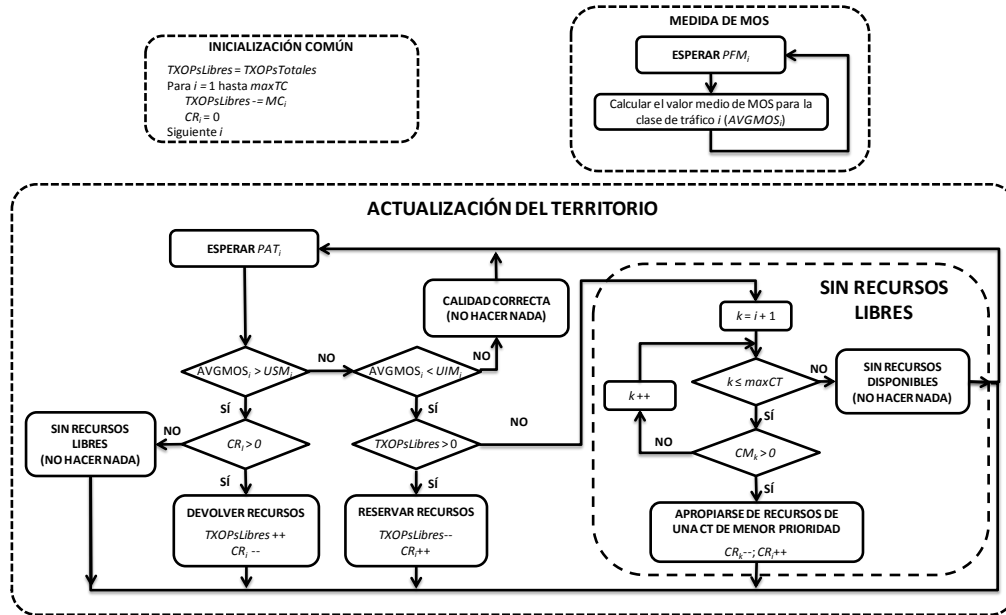 INICIALIZACIÓN COMÚN
TXOPsLibres = TXOPsTotales
Para i = 1 hasta maxTC
TXOPsLibres -= MCi
CRi = 0
Siguiente i
MEDIDA DE MOS
ESPERAR PFMi
Calcular el valor medio de MOS para la
clase de tráfico i (AVGMOSi)
ACTUALIZACIÓN DEL TERRITORIO
ESPERAR PATi
CALIDAD CORRECTA
(NO HACER NADA)
SIN RECURSOS
LIBRES
k = i + 1
AVGMOSi > USMi
NO
AVGMOSi < UIMi
NO
k ++
k ≤ maxCT
NO
SIN RECURSOS
DISPONIBLES
(NO HACER NADA)
SÍ
SÍ
SÍ
SIN RECURSOS
LIBRES
(NO HACER NADA)
NO
CRi > 0
TXOPsLibres > 0
NO
NO
CMk > 0
SÍ
SÍ
SÍ
DEVOLVER RECURSOS
TXOPsLibres ++
CRi --
RESERVAR RECURSOS
TXOPsLibres--
CRi++
APROPIARSE DE RECURSOS DE
UNA CT DE MENOR PRIORIDAD
CRk--; CRi++